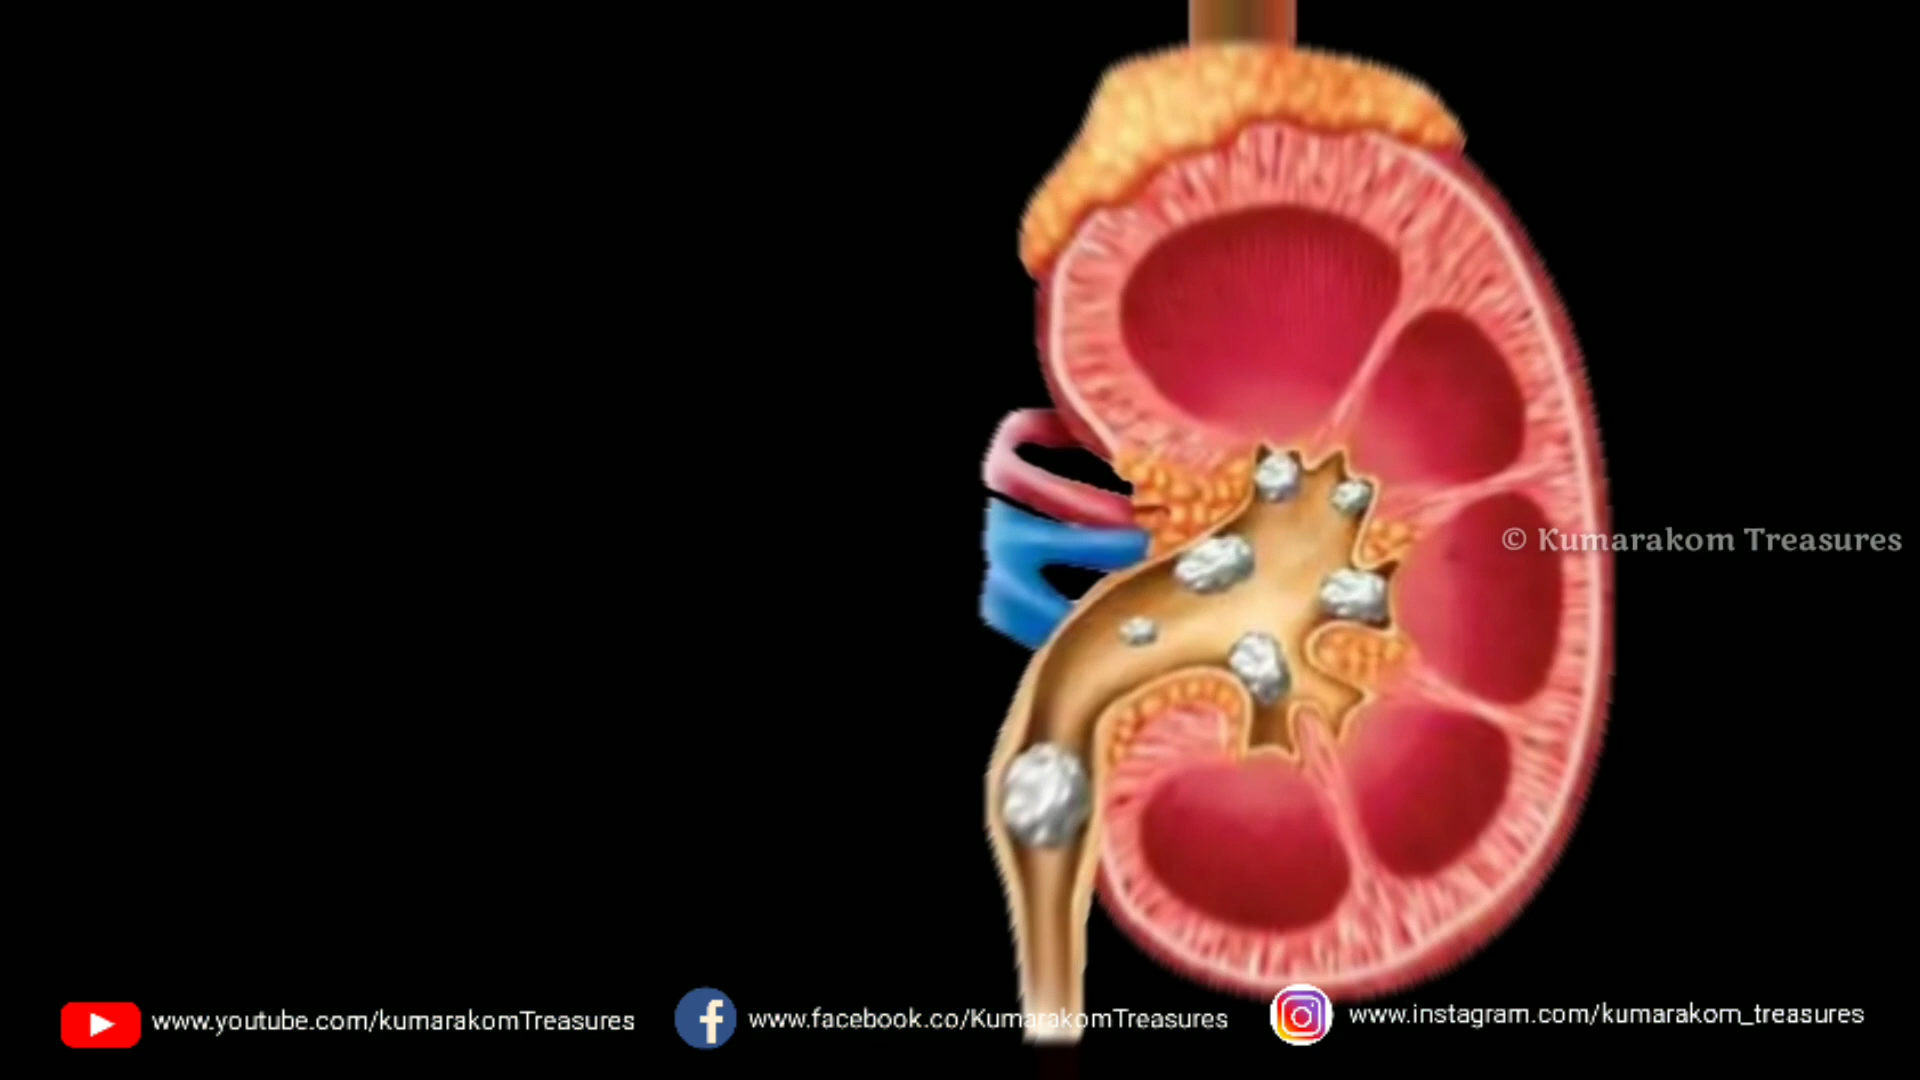 © Kumarakom Treasures
www.youtube.com/kumarakomTreasures
www.facebook.co/KumarakomTreasures
www.instagram.com/kumarakom_treasures